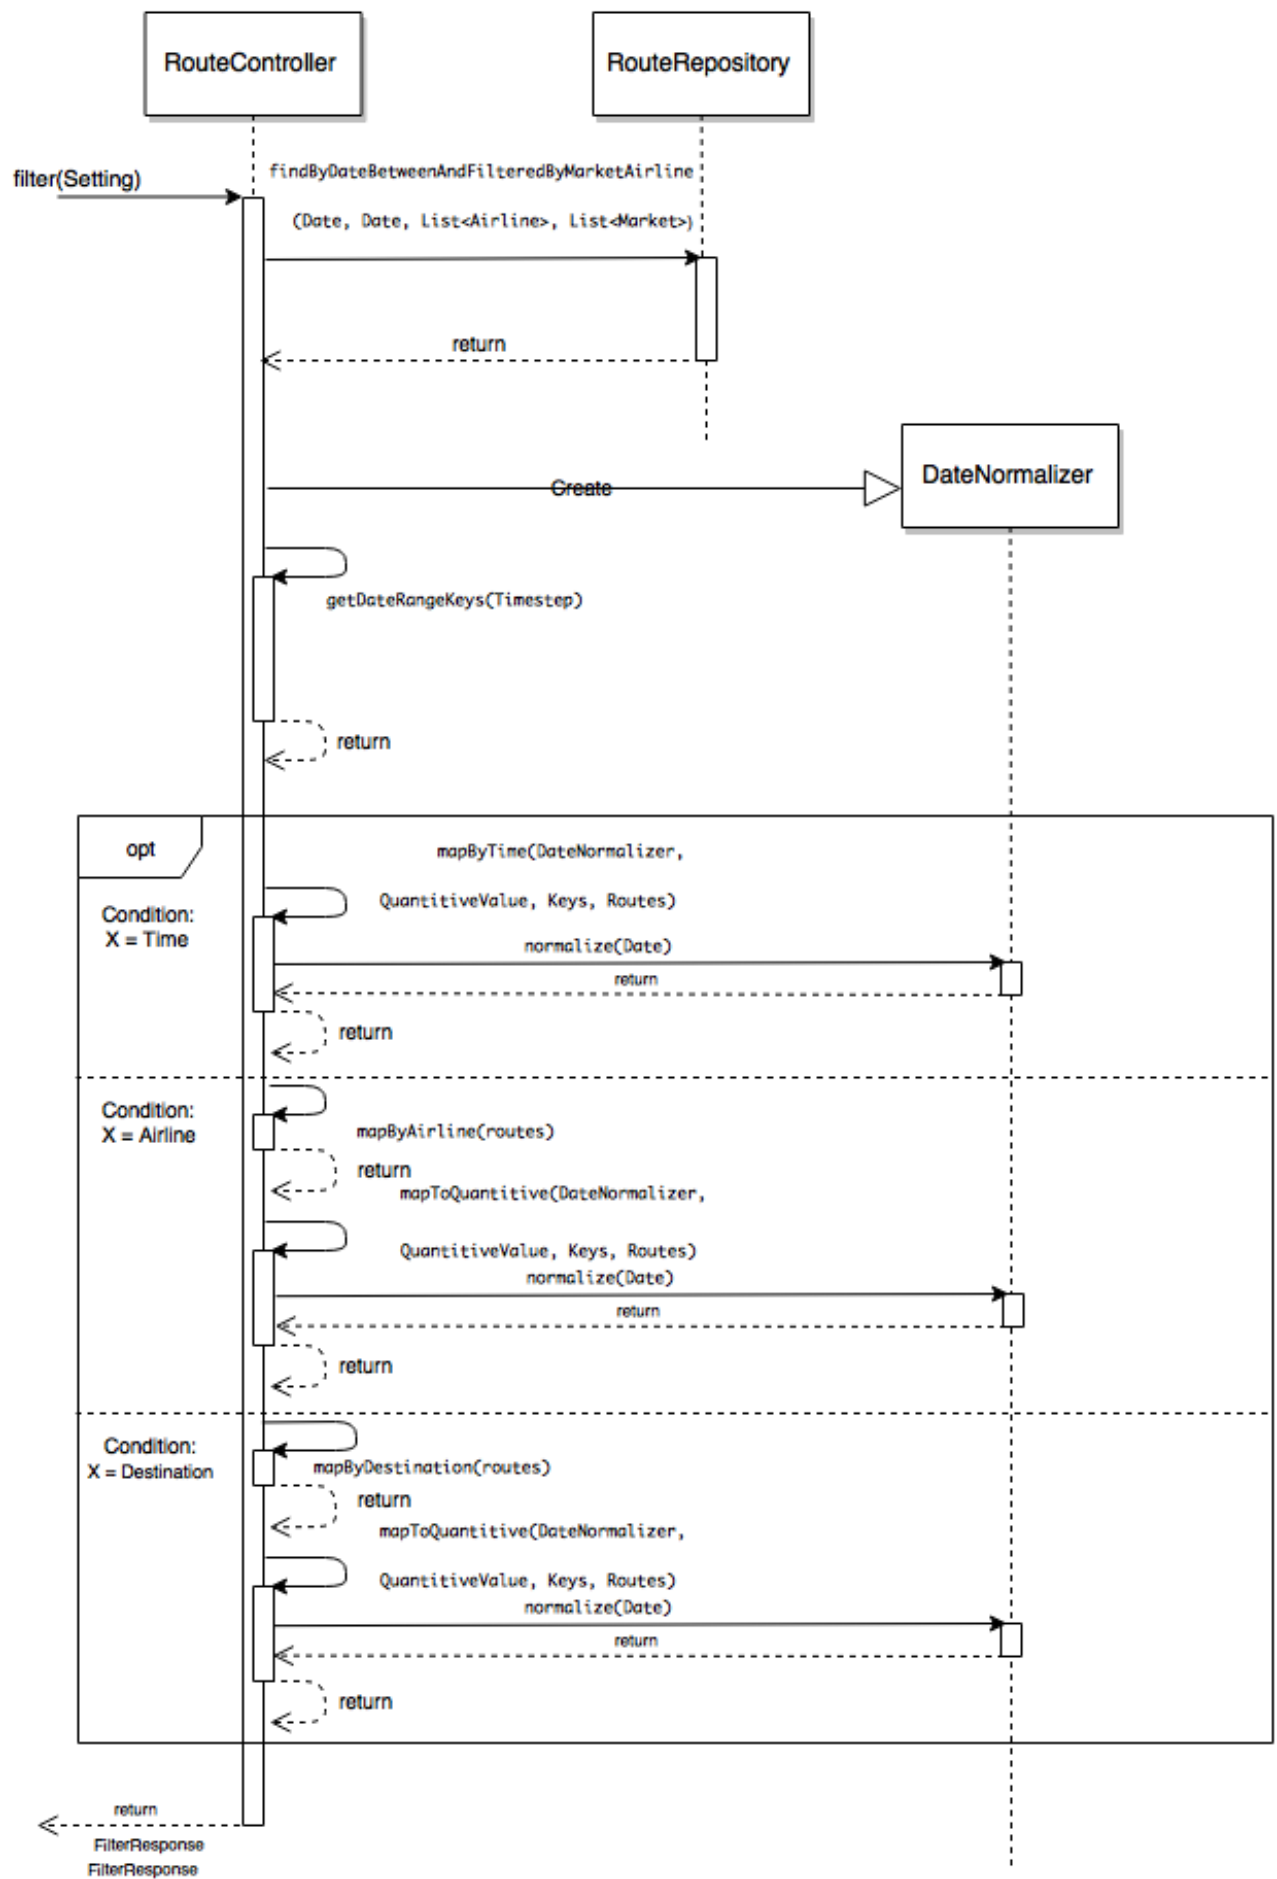 RouteController
RouteRepository
filter(Setting)
findByDateBetweenAndFilteredByMarketAirline
(Date, Date, List<Airline>, List<Market>)
return
Create
DateNormalizer
getDateRangeKeys(Timestep)
return
opt
mapByTime(DateNormalizer,
QuantitiveValue, Keys, Routes)
Condition:
X = Time
normalize(Date)
return
return
Condition:
X = Airline
mapByAirline(routes)
return
mapToQuantitive(DateNormalizer,
QuantitiveValue, Keys, Routes)
normalize(Date)
return
return
Condition:
X = Destination
mapByDestination(routes)
return
mapToQuantitive(DateNormalizer,
QuantitiveValue, Keys, Routes)
normalize(Date)
return
return
return
FilterResponse
FilterResponse